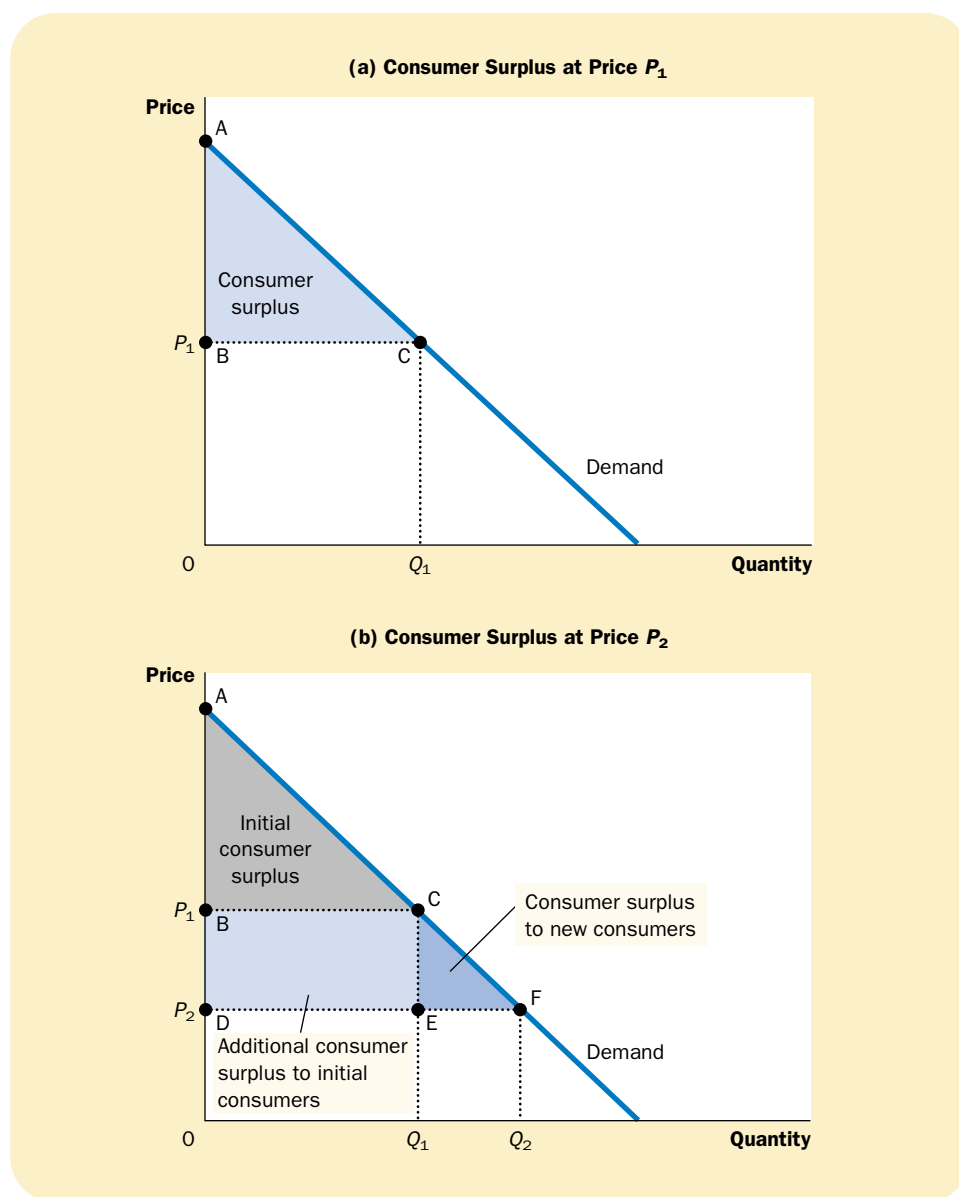 (a) Consumer Surplus at Price P₁
Price
A
Consumer
surplus
P₁
B
C
Demand
0
Q₁
Quantity
(b) Consumer Surplus at Price P₂
Price
A
Initial
consumer
surplus
C
Consumer surplus
to new consumers
P₁
B
F
P₂
D
E
Additional consumer
surplus to initial
consumers
Demand
0
Q₁
Q₂
Quantity